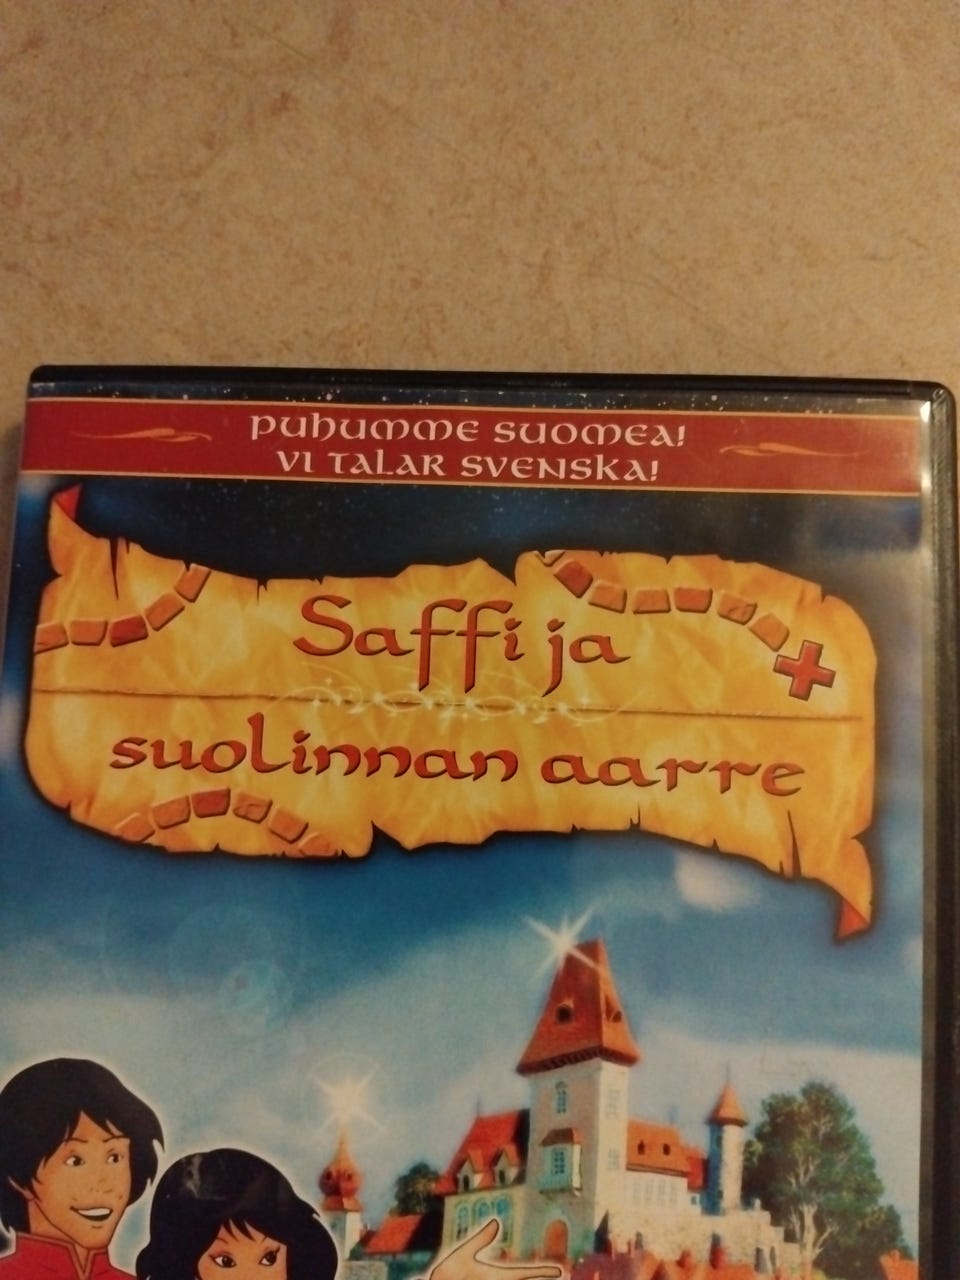 PUHUMME SUOMEA!
VI TALAR SVENSKA!
Saffi ja
suolinnan aarre